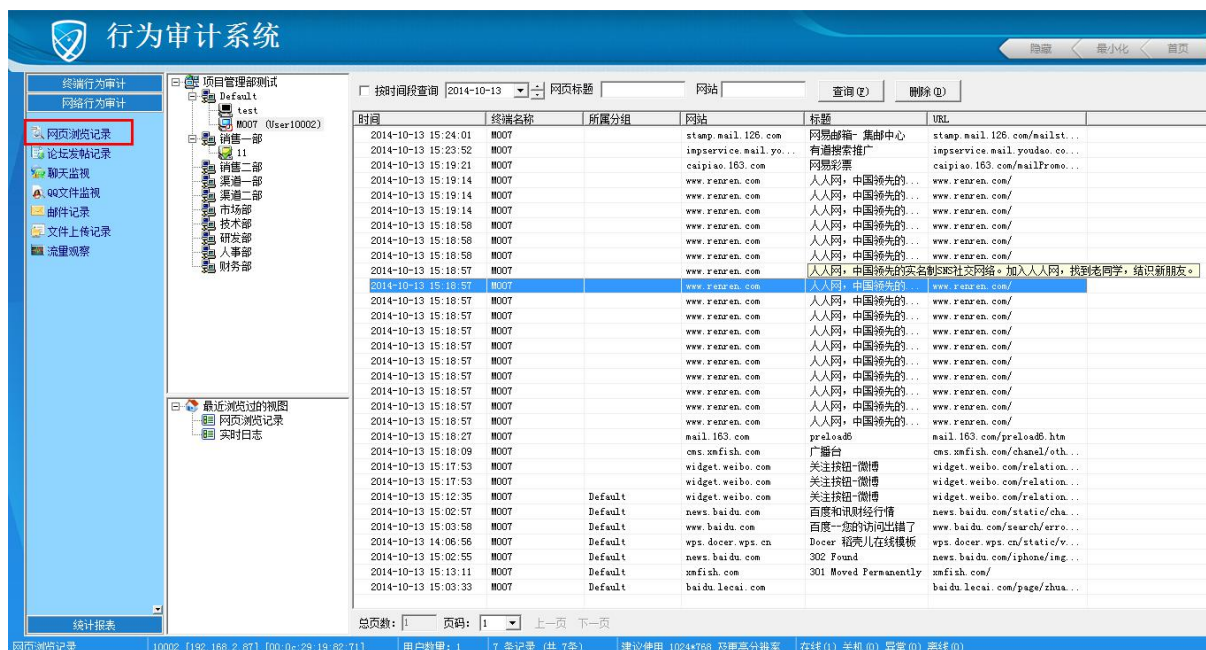 行为审计系统
隐藏 最小化 首页
终端行为审计
网络行为审计
网页浏览记录
论坛发帖记录
聊天监视
QQ文件监视
邮件记录
文件上传记录
流量观察
统计报表
项目管理部测试
Default
test
M007 (User10002)
销售一部
11
销售二部
渠道一部
渠道二部
市场部
技术部
研发部
人事部
财务部
最近浏览过的视图
网页浏览记录
实时日志
按时间段查询 2014-10-13 网页标题 网站 查询(F) 删除(D)
时间 终端名称 所属分组 网站 标题 URL
2014-10-13 15:24:01 M007 stamp.mail.126.com 网易邮箱- 集邮中心 stamp.mail.126.com/mailst...
2014-10-13 15:23:52 M007 impservice.mail.yo... 有道搜索推广 impservice.mail.youdao.co...
2014-10-13 15:19:21 M007 caipiao.163.com 网易彩票 caipiao.163.com/mailPromo...
2014-10-13 15:19:14 M007 www.renren.com 人人网，中国领先的... www.renren.com/
2014-10-13 15:19:14 M007 www.renren.com 人人网，中国领先的... www.renren.com/
2014-10-13 15:19:14 M007 www.renren.com 人人网，中国领先的... www.renren.com/
2014-10-13 15:18:58 M007 www.renren.com 人人网，中国领先的... www.renren.com/
2014-10-13 15:18:58 M007 www.renren.com 人人网，中国领先的... www.renren.com/
2014-10-13 15:18:58 M007 www.renren.com 人人网，中国领先的... www.renren.com/
2014-10-13 15:18:57 M007 www.renren.com 人人网，中国领先的实名制SNS社交网络。加入人人网，找到老同学，结识新朋友。
2014-10-13 15:18:57 M007 www.renren.com 人人网，中国领先的... www.renren.com/
2014-10-13 15:18:57 M007 www.renren.com 人人网，中国领先的... www.renren.com/
2014-10-13 15:18:57 M007 www.renren.com 人人网，中国领先的... www.renren.com/
2014-10-13 15:18:57 M007 www.renren.com 人人网，中国领先的... www.renren.com/
2014-10-13 15:18:57 M007 www.renren.com 人人网，中国领先的... www.renren.com/
2014-10-13 15:18:57 M007 www.renren.com 人人网，中国领先的... www.renren.com/
2014-10-13 15:18:57 M007 www.renren.com 人人网，中国领先的... www.renren.com/
2014-10-13 15:18:57 M007 www.renren.com 人人网，中国领先的... www.renren.com/
2014-10-13 15:18:57 M007 www.renren.com 人人网，中国领先的... www.renren.com/
2014-10-13 15:18:57 M007 www.renren.com 人人网，中国领先的... www.renren.com/
2014-10-13 15:18:27 M007 mail.163.com preload6 mail.163.com/preload6.htm
2014-10-13 15:18:09 M007 cms.xmfish.com 广播台 cms.xmfish.com/chanel/oth...
2014-10-13 15:17:53 M007 widget.weibo.com 关注按钮-微博 widget.weibo.com/relation...
2014-10-13 15:17:53 M007 widget.weibo.com 关注按钮-微博 widget.weibo.com/relation...
2014-10-13 15:12:35 M007 Default widget.weibo.com 关注按钮-微博 widget.weibo.com/relation...
2014-10-13 15:02:57 M007 Default news.baidu.com 百度和讯财经行情 news.baidu.com/static/cha...
2014-10-13 15:03:58 M007 Default www.baidu.com 百度--您的访问出错了 www.baidu.com/search/erro...
2014-10-13 14:06:56 M007 Default wps.docer.wps.cn Docer 稻壳儿在线模板 wps.docer.wps.cn/static/v...
2014-10-13 15:02:55 M007 Default news.baidu.com 302 Found news.baidu.com/iphone/img...
2014-10-13 15:13:11 M007 Default xmfish.com 301 Moved Permanently xmfish.com/
2014-10-13 15:03:33 M007 Default baidu.lecai.com baidu.lecai.com/page/zhua...
总页数: 1 页码: 1 上一页 下一页
网页浏览记录 10002 [192.168.2.87] [00:0c:29:19:82:71] 用户数里: 1 7 条记录 (共 7条) 建议使用 1024*768 及更高分辨率 在线(1) 关机(0) 异常(0) 离线(0)